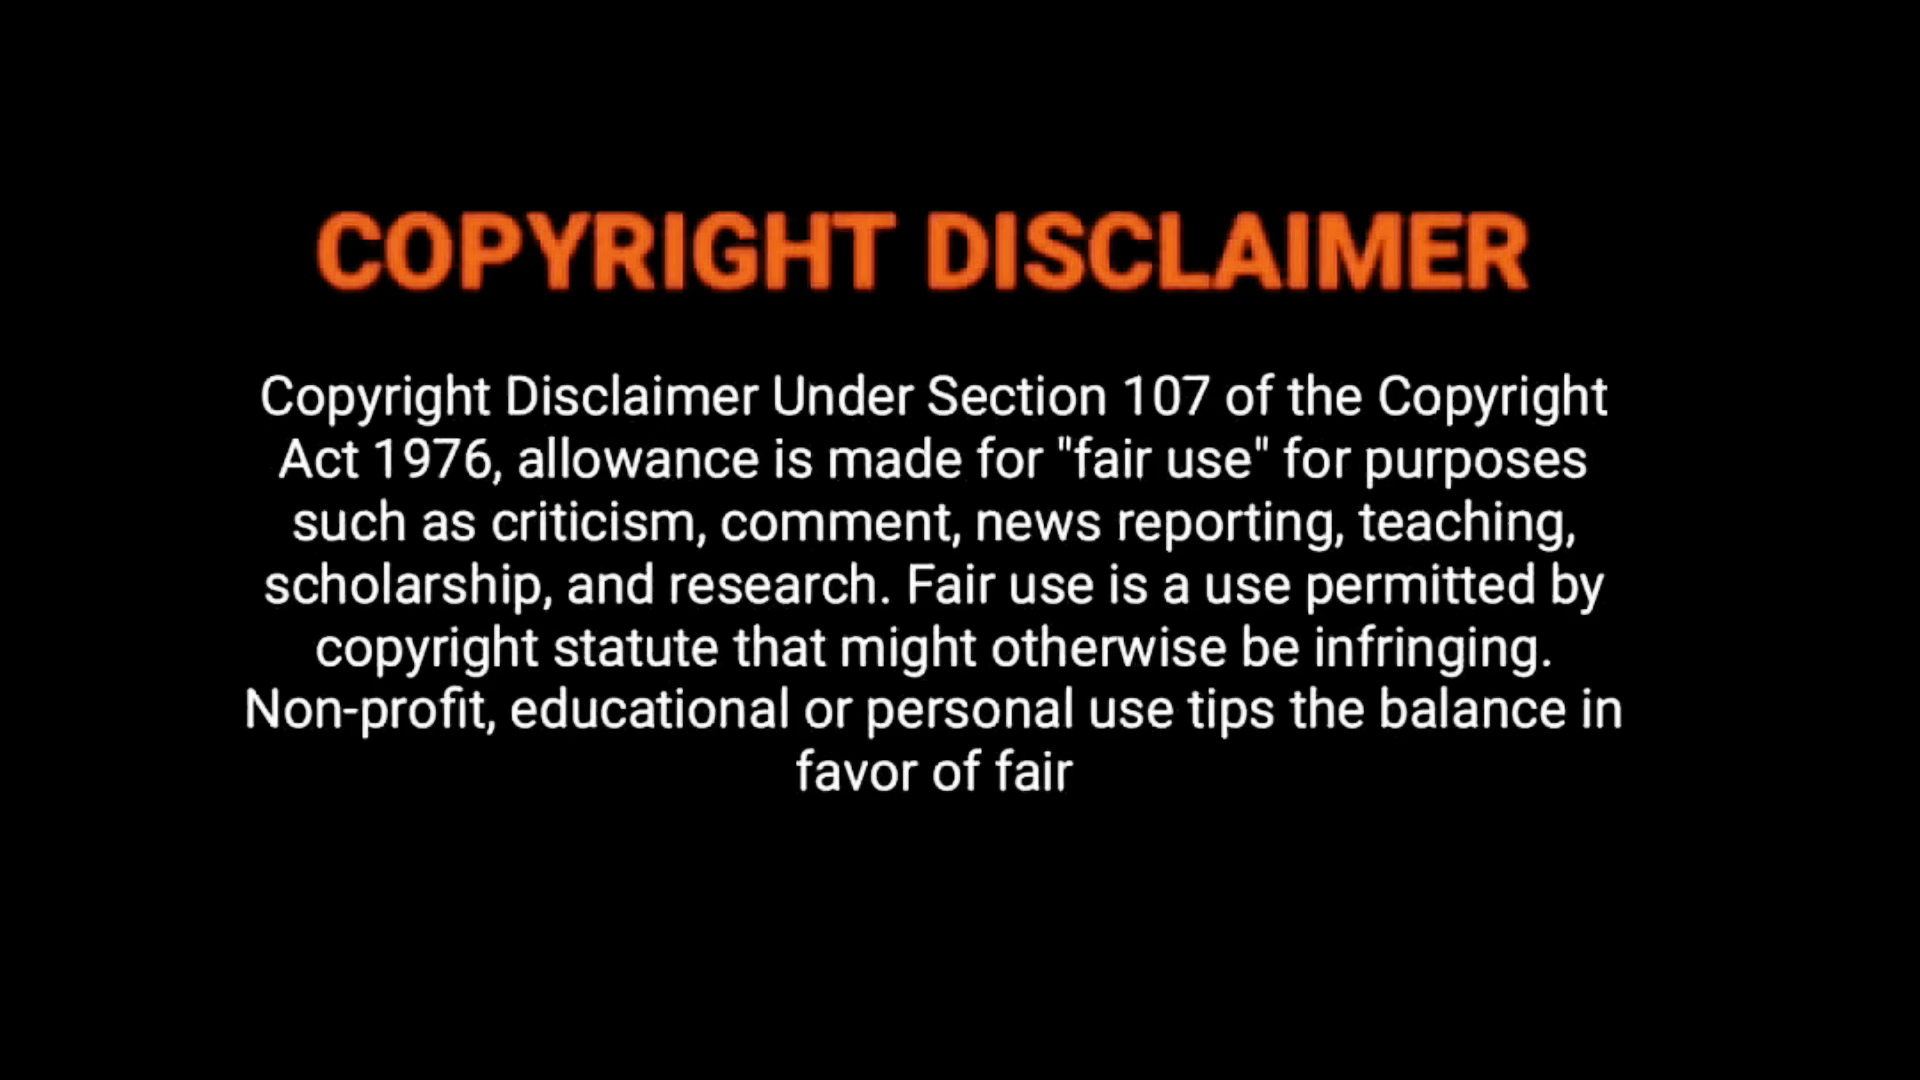 COPYRIGHT DISCLAIMER
Copyright Disclaimer Under Section 107 of the Copyright
Act 1976, allowance is made for "fair use" for purposes
such as criticism, comment, news reporting, teaching,
scholarship, and research. Fair use is a use permitted by
copyright statute that might otherwise be infringing.
Non-profit, educational or personal use tips the balance in
favor of fair